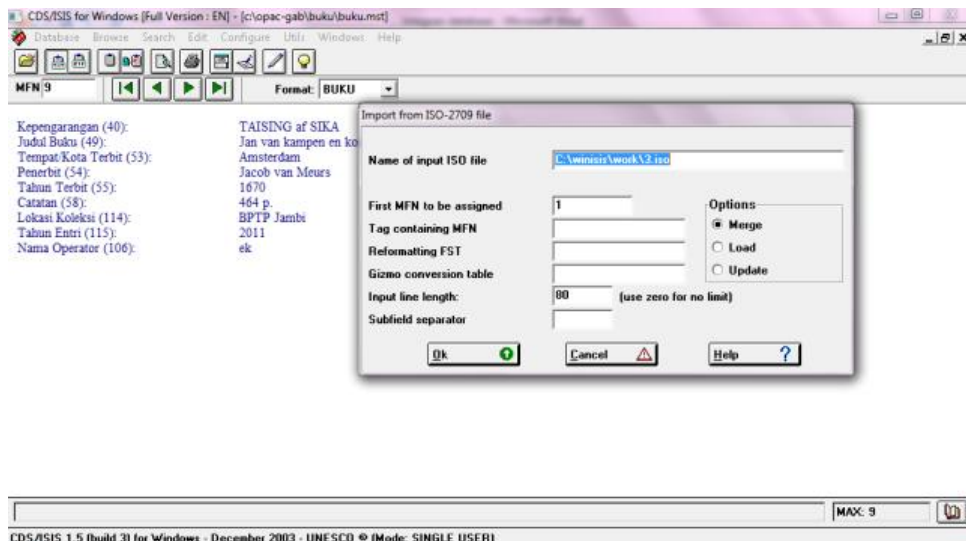 CDS/ISIS for Windows [Full Version : EN] - [c:\opac-gab\buku\buku.mst]
Database Browse Search Edit Configure Utils Windows Help
MFN 9 Format: BUKU
Kepengarangan (40): TAISING af SIKA
Judul Buku (49): Jan van kampen en ko
Tempat/Kota Terbit (53): Amsterdam
Penerbit (54): Jacob van Meurs
Tahun Terbit (55): 1670
Catatan (58): 464 p.
Lokasi Koleksi (114): BPTP Jambi
Tahun Entri (115): 2011
Nama Operator (106): ek
Import from ISO-2709 file
Name of input ISO file C:\winisis\work\3.iso
First MFN to be assigned 1
Tag containing MFN
Reformatting FST
Gizmo conversion table
Input line length: 80 (use zero for no limit)
Subfield separator
Options
Merge
Load
Update
Ok Cancel Help ?
MAX: 9
CDS/ISIS 1.5 (build 3) for Windows - December 2003 - UNESCO © (Mode: SINGLE USER)